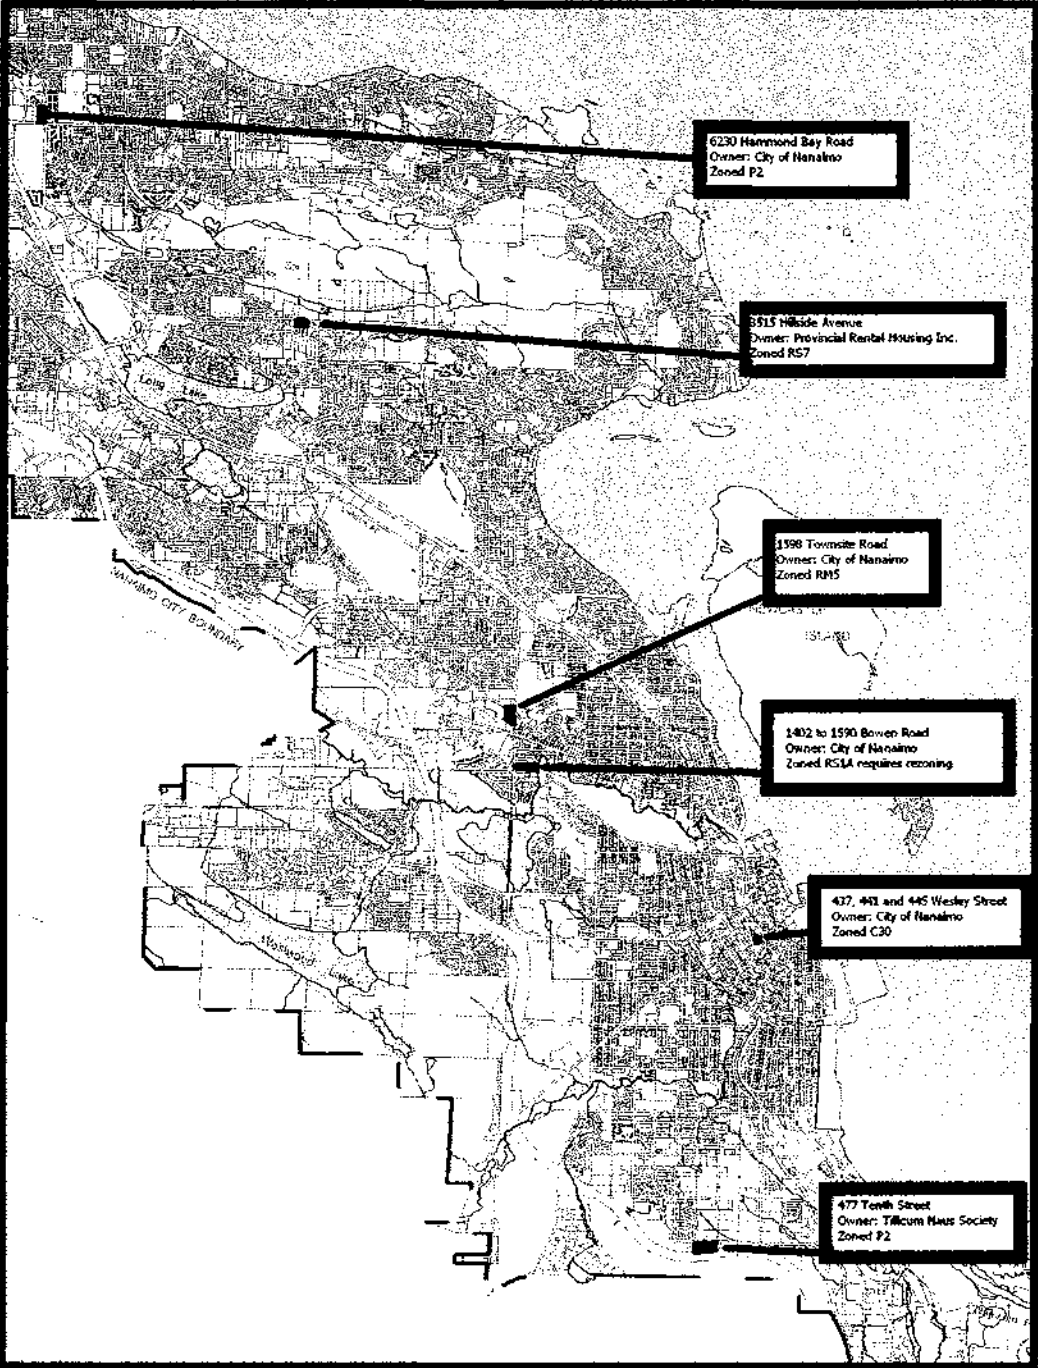 6230 Hammond Bay Road
Owner: City of Nanaimo
Zoned P2
3515 Hillside Avenue
Owner: Provincial Rental Housing Inc.
Zoned RS7
Long
Lake
1598 Townsite Road
Owner: City of Nanaimo
Zoned RM5
NANAIMO CITY BOUNDARY
ISLAND
1402 to 1590 Bowen Road
Owner: City of Nanaimo
Zoned RS1A requires rezoning
437, 441 and 445 Wesley Street
Owner: City of Nanaimo
Zoned C30
Westwood Lake
477 Tenth Street
Owner: Tillicum Haus Society
Zoned P2